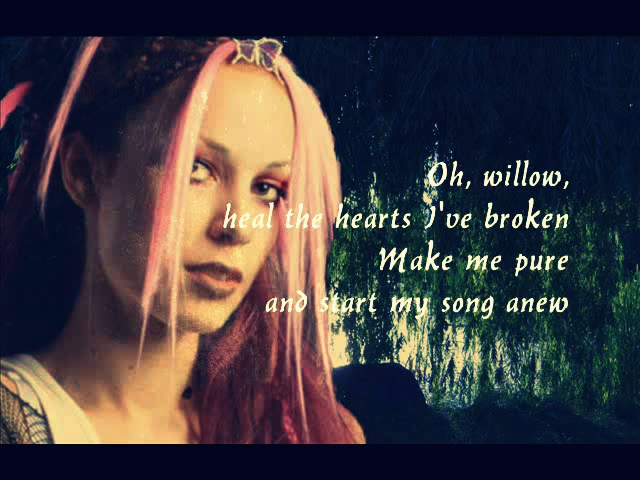 Oh, willow,
heal the hearts I've broken
Make me pure
and start my song anew